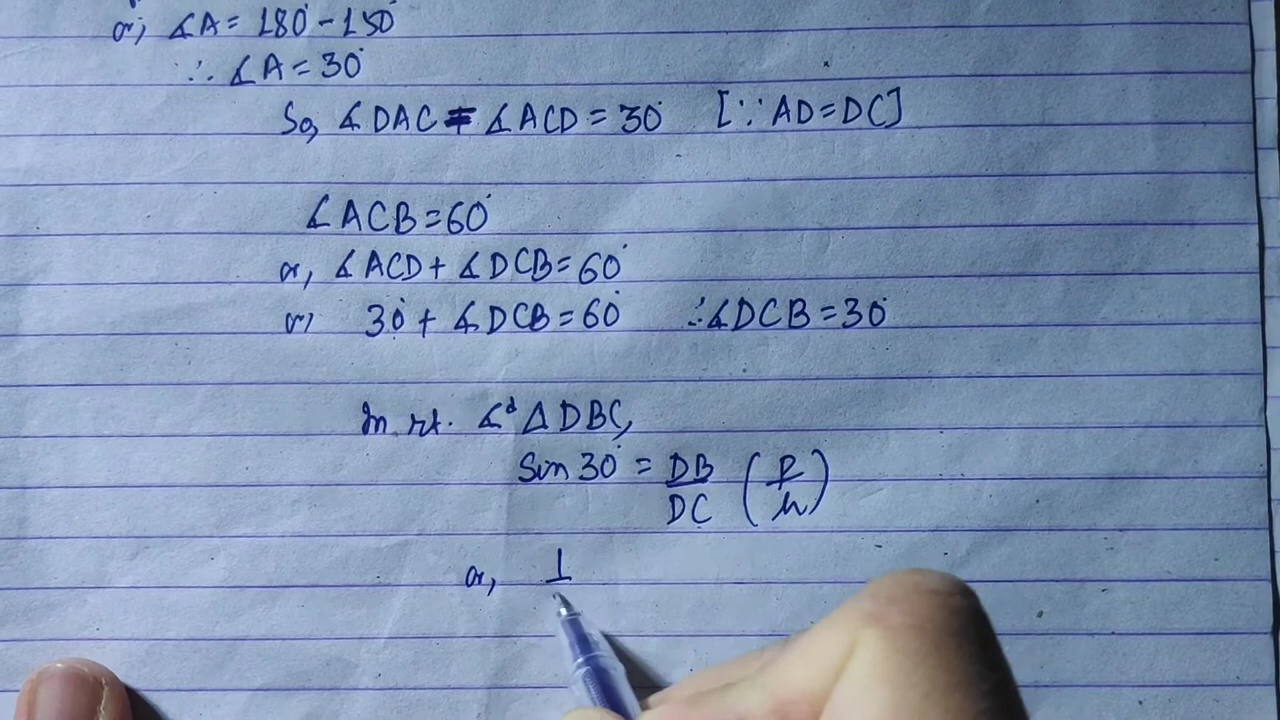 or, ∡A = 180° - 150°
∴ ∡A = 30°
So, ∡DAC = ∡ACD = 30° [∵ AD = DC]
∡ACB = 60°
or, ∡ACD + ∡DCB = 60°
or, 30° + ∡DCB = 60° ∴ ∡DCB = 30°
In rt. ∡ᵈ ΔDBC,
Sin 30° = DB/DC (P/h)
or, 1